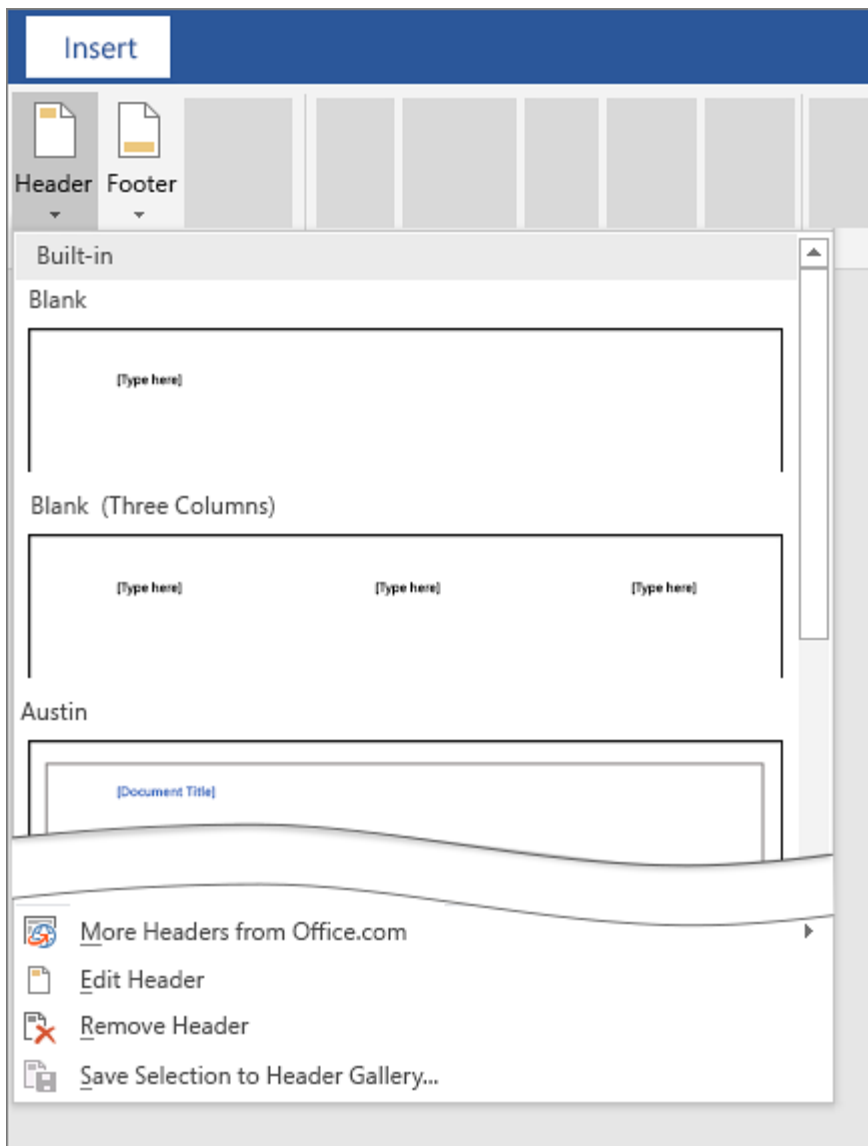 Insert
Header Footer
Built-in
Blank
[Type here]
Blank (Three Columns)
[Type here] [Type here] [Type here]
Austin
[Document Title]
More Headers from Office.com
Edit Header
Remove Header
Save Selection to Header Gallery...